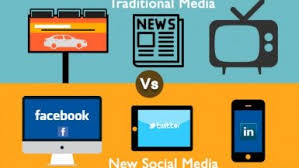 Traditional Media
NEWS
Vs
facebook
f
twitter
in
New Social Media